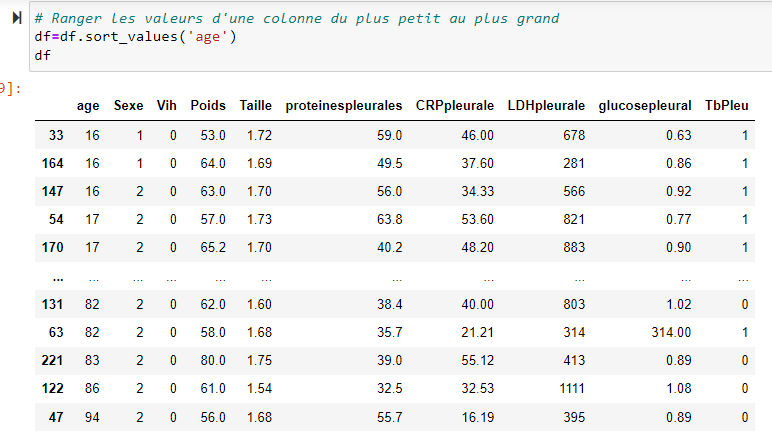 # Ranger les valeurs d'une colonne du plus petit au plus grand
df=df.sort_values('age')
df
9]:
age Sexe Vih Poids Taille proteinespleurales CRPpleurale LDHpleurale glucosepleural TbPleu
33 16 1 0 53.0 1.72 59.0 46.00 678 0.63 1
164 16 1 0 64.0 1.69 49.5 37.60 281 0.86 1
147 16 2 0 63.0 1.70 56.0 34.33 566 0.92 1
54 17 2 0 57.0 1.73 63.8 53.60 821 0.77 1
170 17 2 0 65.2 1.70 40.2 48.20 883 0.90 1
... ... ... ... ... ... ... ... ... ... ...
131 82 2 0 62.0 1.60 38.4 40.00 803 1.02 0
63 82 2 0 58.0 1.68 35.7 21.21 314 314.00 1
221 83 2 0 80.0 1.75 39.0 55.12 413 0.89 0
122 86 2 0 61.0 1.54 32.5 32.53 1111 1.08 0
47 94 2 0 56.0 1.68 55.7 16.19 395 0.89 0